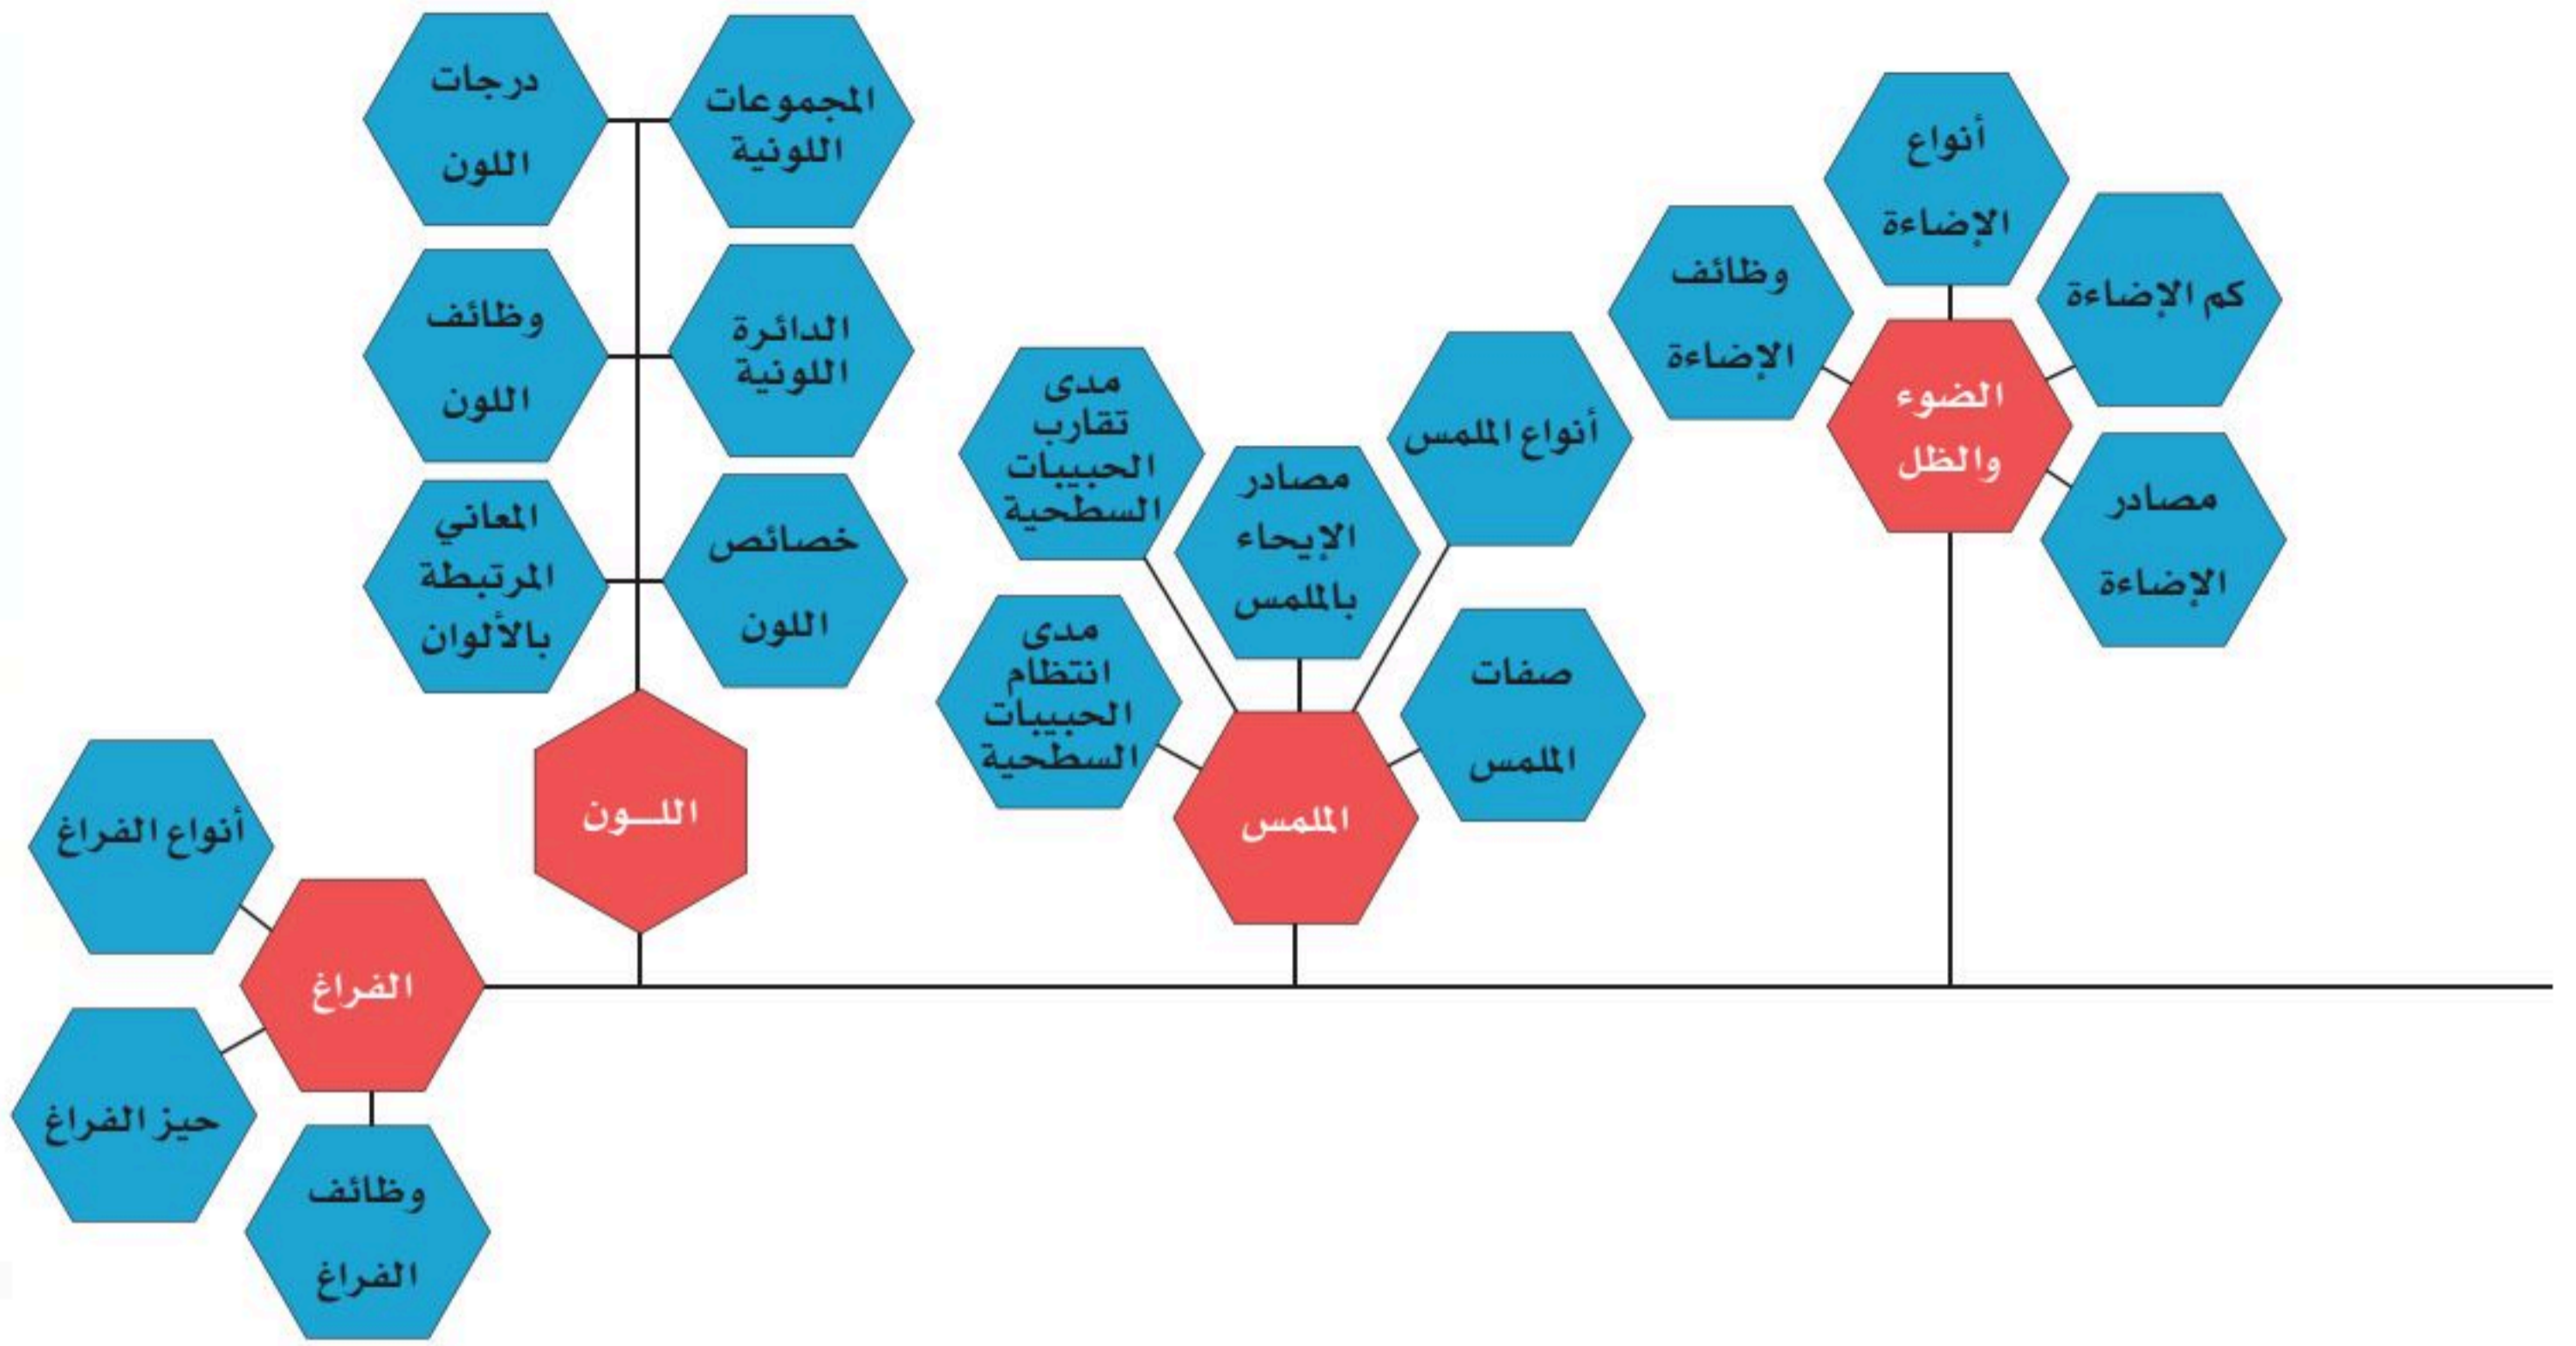 الضوء
والظل
أنواع
الإضاءة
كم الإضاءة
مصادر
الإضاءة
وظائف
الإضاءة
الملمس
أنواع الملمس
صفات
الملمس
مصادر
الإيحاء
بالملمس
مدى
تقارب
الحبيبات
السطحية
مدى
انتظام
الحبيبات
السطحية
اللـــون
المجموعات
اللونية
درجات
اللون
الدائرة
اللونية
وظائف
اللون
خصائص
اللون
المعاني
المرتبطة
بالألوان
الفراغ
أنواع الفراغ
حيز الفراغ
وظائف
الفراغ